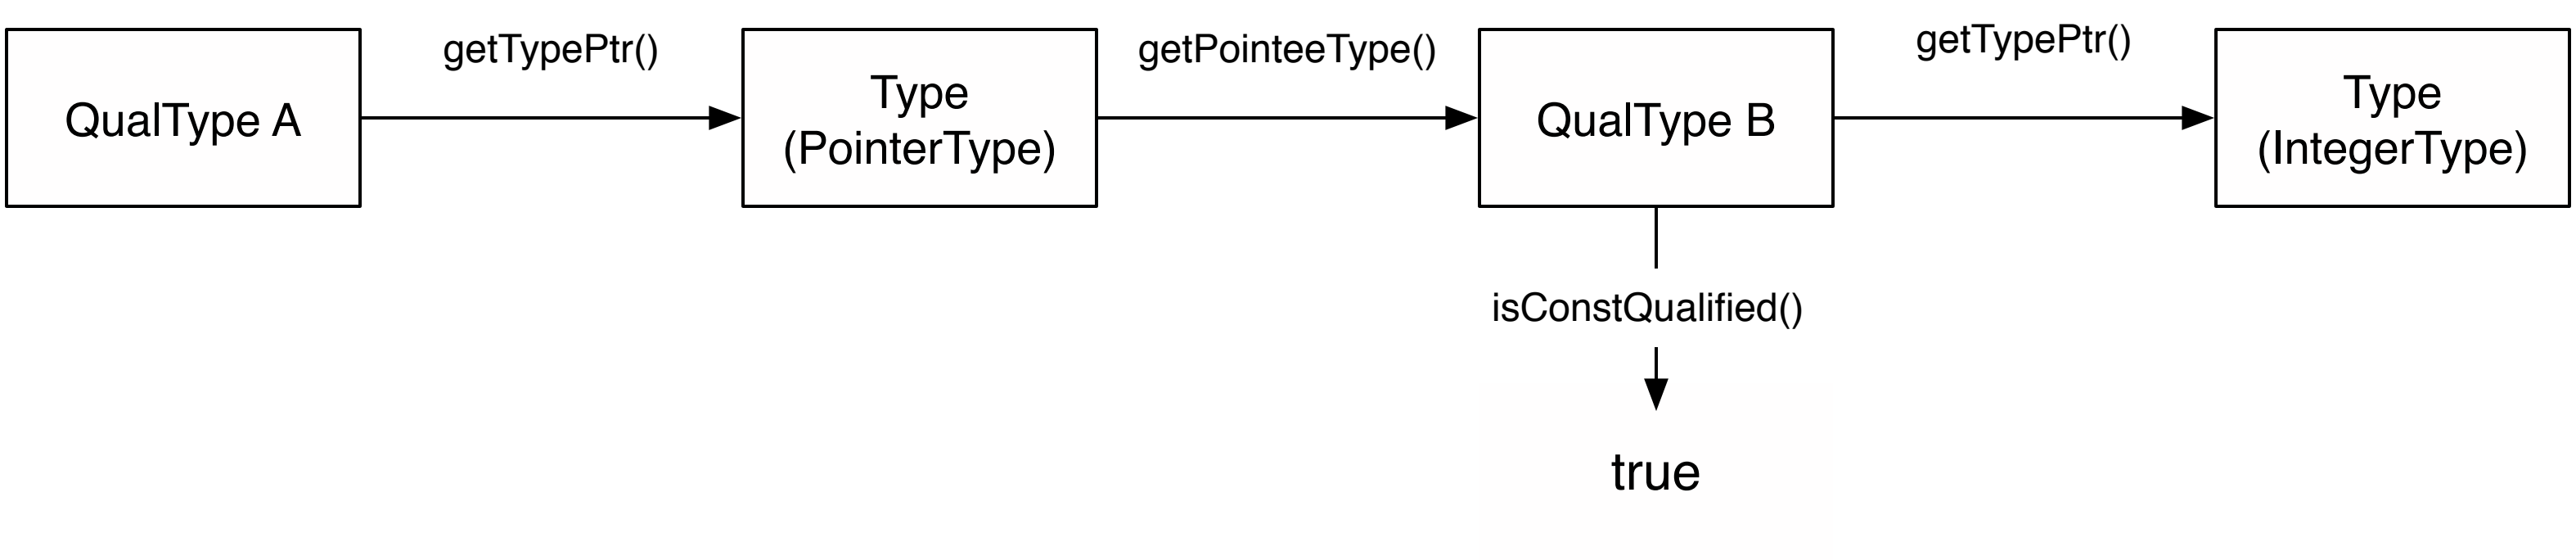 QualType A
getTypePtr()
Type
(PointerType)
getPointeeType()
QualType B
getTypePtr()
Type
(IntegerType)
isConstQualified()
true